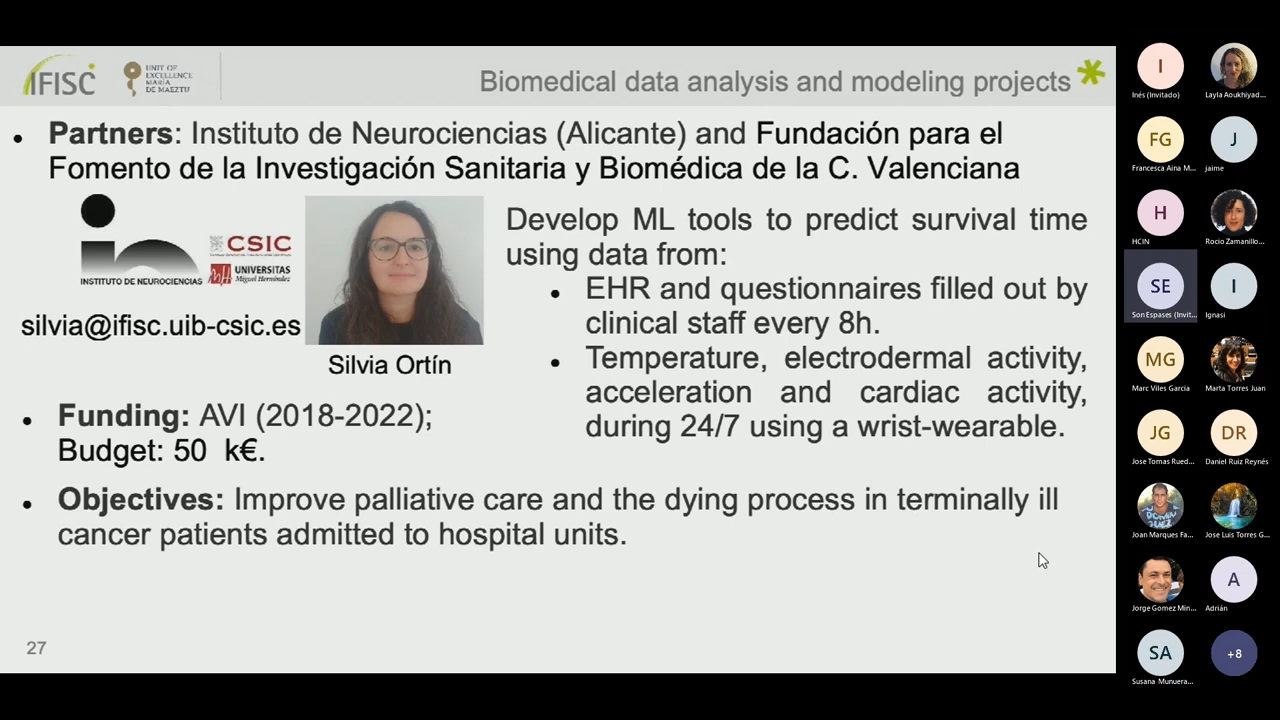 IFISC
UNIT OF
EXCELLENCE
MARÍA
DE MAEZTU
Biomedical data analysis and modeling projects
• Partners: Instituto de Neurociencias (Alicante) and Fundación para el
Fomento de la Investigación Sanitaria y Biomédica de la C. Valenciana
in
INSTITUTO DE NEUROCIENCIAS
CSIC
UNIVERSITAS
Miguel Hernández
silvia@ifisc.uib-csic.es
Silvia Ortín
Develop ML tools to predict survival time
using data from:
• EHR and questionnaires filled out by
clinical staff every 8h.
• Temperature, electrodermal activity,
acceleration and cardiac activity,
during 24/7 using a wrist-wearable.
• Funding: AVI (2018-2022);
Budget: 50 k€.
• Objectives: Improve palliative care and the dying process in terminally ill
cancer patients admitted to hospital units.
27
I
Inés (Invitado)
Layla Aoukhiyad...
FG
Francesca Aina M...
J
jaime
H
HCIN
Rocio Zamanillo...
SE
Son Espases (Invit...
I
Ignasi
MG
Marc Viles Garcia
Marta Torres Juan
JG
Jose Tomas Rued...
DR
Daniel Ruiz Reynés
Joan Marques Fa...
Jose Luis Torres G...
Jorge Gomez Min...
A
Adrián
SA
Susana Munuera...
+8